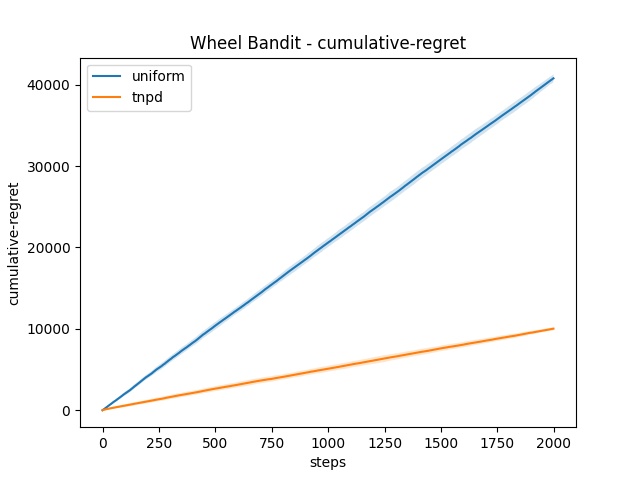 Wheel Bandit - cumulative-regret
uniform
tnpd
40000
30000
20000
10000
0
cumulative-regret
0 250 500 750 1000 1250 1500 1750 2000
steps